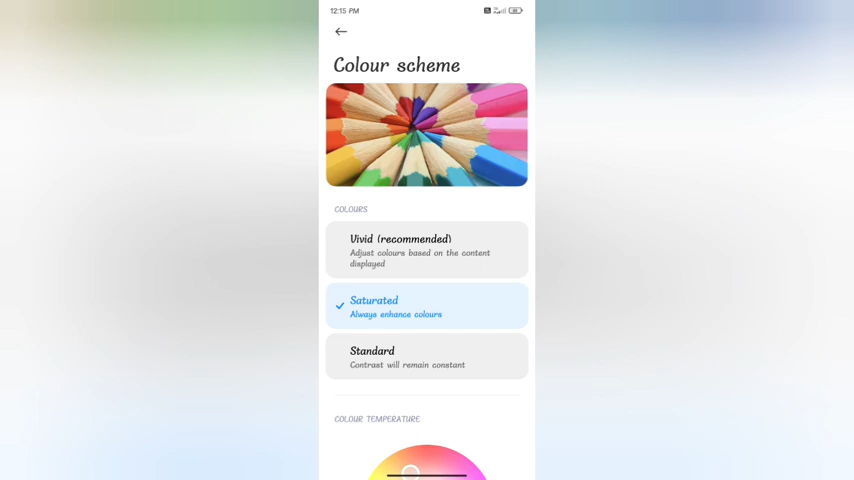 12:15 PM
Colour scheme
COLOURS
Vivid (recommended)
Adjust colours based on the content
displayed
Saturated
Always enhance colours
Standard
Contrast will remain constant
COLOUR TEMPERATURE